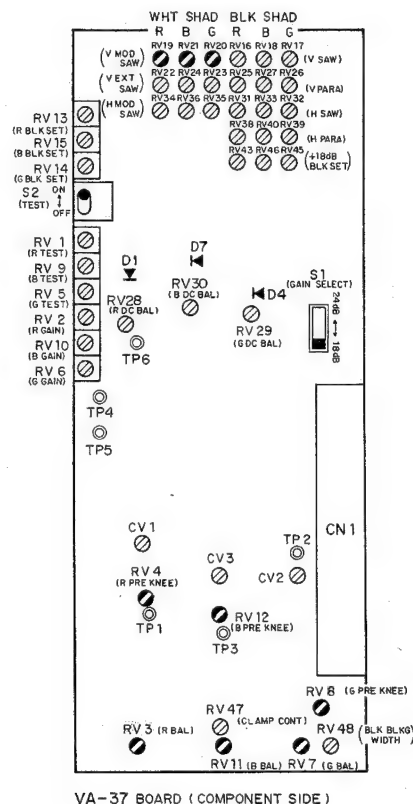 WHT SHAD BLK SHAD
R B G R B G
RV19 RV21 RV20 RV16 RV18 RV17
(V MOD SAW) (V SAW)
RV22 RV24 RV23 RV25 RV27 RV26
(V EXT SAW) (V PARA)
RV34 RV36 RV35 RV31 RV33 RV32
(H MOD SAW) (H SAW)
RV38 RV40 RV39
(H PARA)
RV43 RV46 RV45
(+18dB BLK SET)
RV 13
(R BLK SET)
RV 15
(B BLK SET)
RV 14
(G BLK SET)
S2
(TEST)
ON
OFF
RV 1
(R TEST)
RV 9
(B TEST)
RV 5
(G TEST)
RV 2
(R GAIN)
RV 10
(B GAIN)
RV 6
(G GAIN)
D1
D7
RV28
(R DC BAL)
RV30
(B DC BAL)
D4
RV 29
(G DC BAL)
S1
(GAIN SELECT)
24dB
18dB
TP6
TP4
TP5
CN 1
CV 1
CV3
TP 2
CV2
RV 4
(R PRE KNEE)
TP1
RV 12
(B PRE KNEE)
TP3
RV 8 (G PRE KNEE)
RV 47
(CLAMP CONT)
RV 3 (R BAL)
RV 48 (BLK BLKG WIDTH)
RV11 (B BAL)
RV 7 (G BAL)
VA-37 BOARD (COMPONENT SIDE)